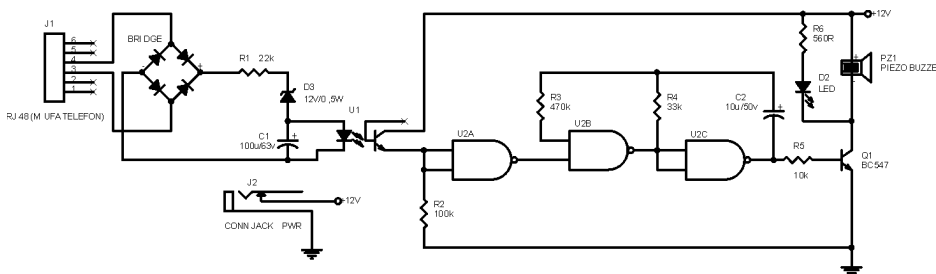 J1
6
5
4
3
2
1
RJ 48 (M UFA TELEFON)
BRIDGE
-
+
R1 22k
D3
12V/0 ,5W
C1
+
100u/63v
U1
J2
+12V
CONN JACK PWR
R2
100k
U2A
R3
470k
U2B
R4
33k
U2C
C2
10u/50v
+
R5
10k
R6
560R
D2
LED
+12V
PZ1
PIEZO BUZZE
+
Q1
BC547